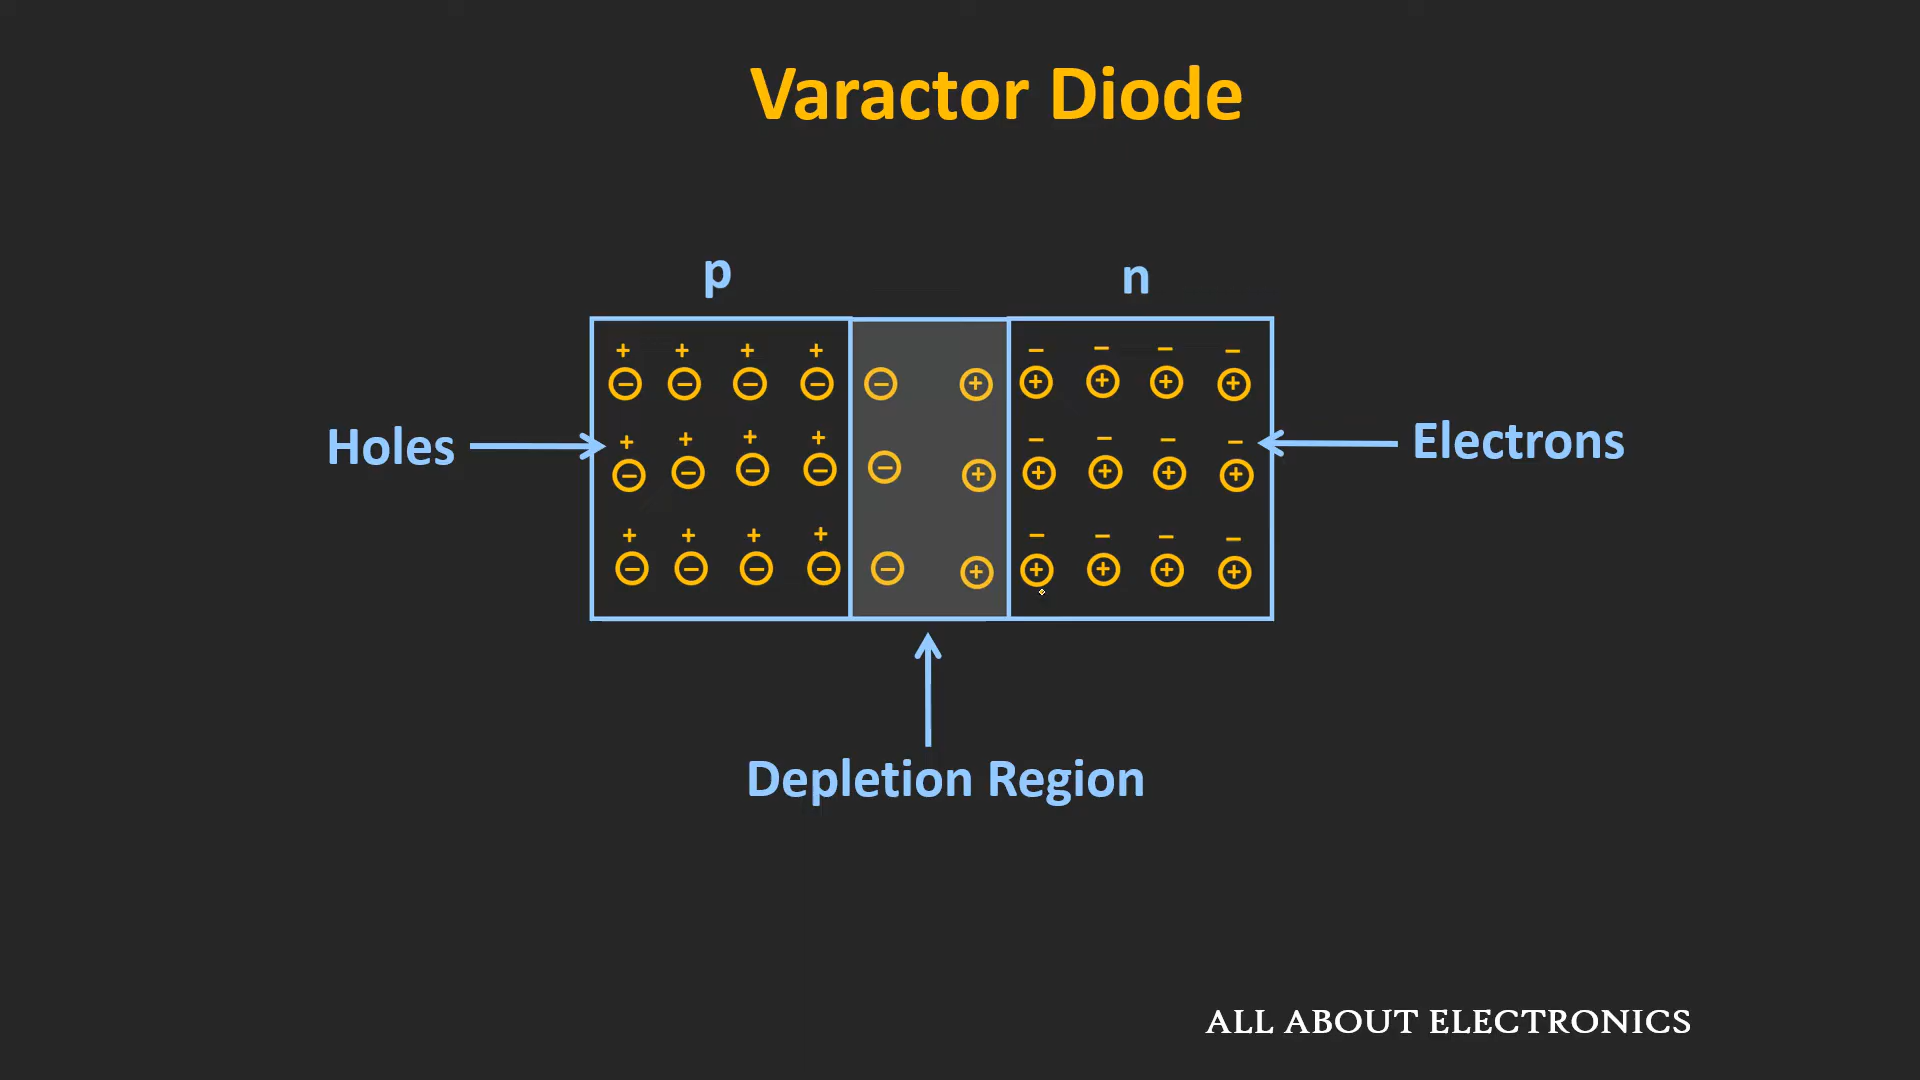 Varactor Diode
p
n
+ + + +
− − − −
Holes
Electrons
Depletion Region
ALL ABOUT ELECTRONICS